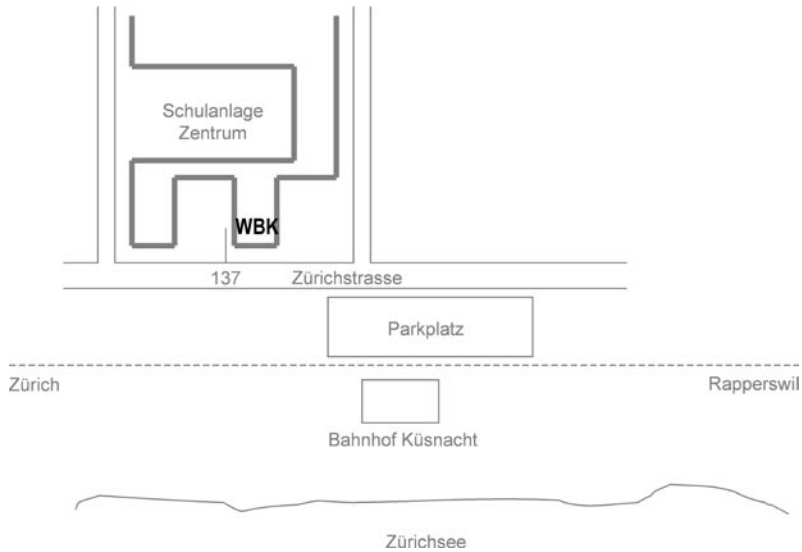 Schulanlage
Zentrum
WBK
137
Zürichstrasse
Parkplatz
Zürich
Rapperswil
Bahnhof Küsnacht
Zürichsee